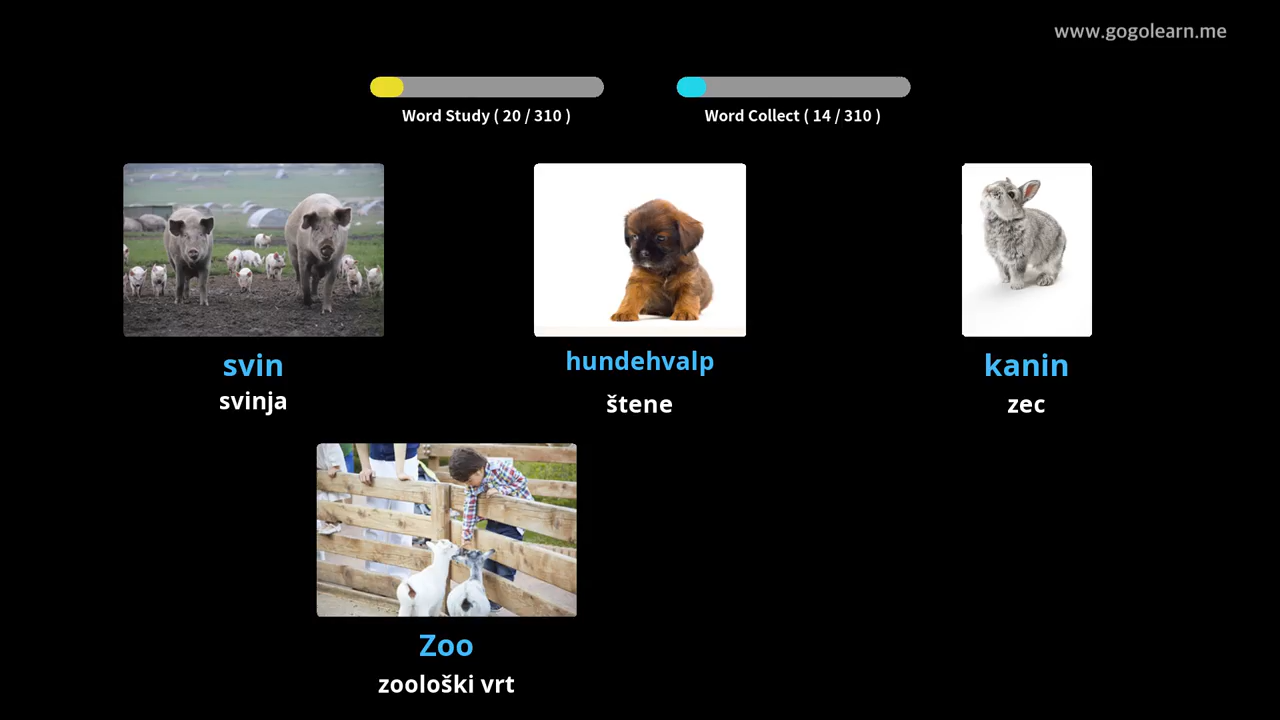 www.gogolearn.me
Word Study ( 20 / 310 )
Word Collect ( 14 / 310 )
svin
svinja
hundehvalp
štene
kanin
zec
Zoo
zoološki vrt